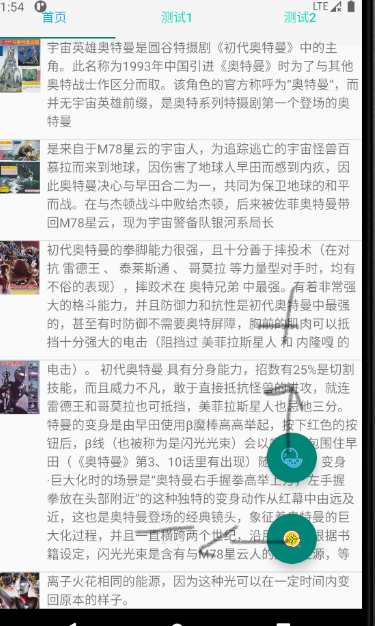 1:54 LTE
首页 测试1 测试2
宇宙英雄奥特曼是圆谷特摄剧《初代奥特曼》中的主
角。此名称为1993年中国引进《奥特曼》时为了与其他
奥特战士作区分而取。该角色的官方称呼为“奥特曼”，而
并无宇宙英雄前缀，是奥特系列特摄剧第一个登场的奥
特曼
是来自于M78星云的宇宙人，为追踪逃亡的宇宙怪兽百
慕拉而来到地球，因伤害了地球人早田而感到内疚，因
此奥特曼决心与早田合二为一，共同为保卫地球的和平
而战。在与杰顿战斗中败给杰顿，后来被佐菲奥特曼带
回M78星云，现为宇宙警备队银河系局长
初代奥特曼的拳脚能力很强，且十分善于摔投术（在对
抗 雷德王 、 泰莱斯通 、 哥莫拉 等力量型对手时，均有
不俗的表现），摔投术在 奥特兄弟 中最强。有着非常强
大的格斗能力，并且防御力和抗性是初代奥特曼中最强
的，甚至有时防御不需要奥特屏障，胸前的肌肉可以抵
挡十分强大的电击（阻挡过 美菲拉斯星人 和 内隆嘎 的
电击）。 初代奥特曼 具有分身能力，招数有25%是切割
技能，而且威力不凡，敢于直接抵抗怪兽的进攻，就连
雷德王和哥莫拉也可抵挡，美菲拉斯星人也忌他三分。
特曼的变身是由早田使用β魔棒高高举起，按下红色的按
钮后，β线（也被称为是闪光光束）会以 包围住早
田（《奥特曼》第3、10话里有出现）随 变身
·巨大化时的场景是“奥特曼右手握拳高举上方，左手握
拳放在头部附近”的这种独特的变身动作从红幕中由远及
近，这也是奥特曼登场的经典镜头，象征着奥特曼的巨
大化过程，并且一直横跨两个世纪，沿用 根据书
籍设定，闪光光束是含有与M78星云人的 能源，等
离子火花相同的能源，因为这种光可以在一定时间内变
回原本的样子。